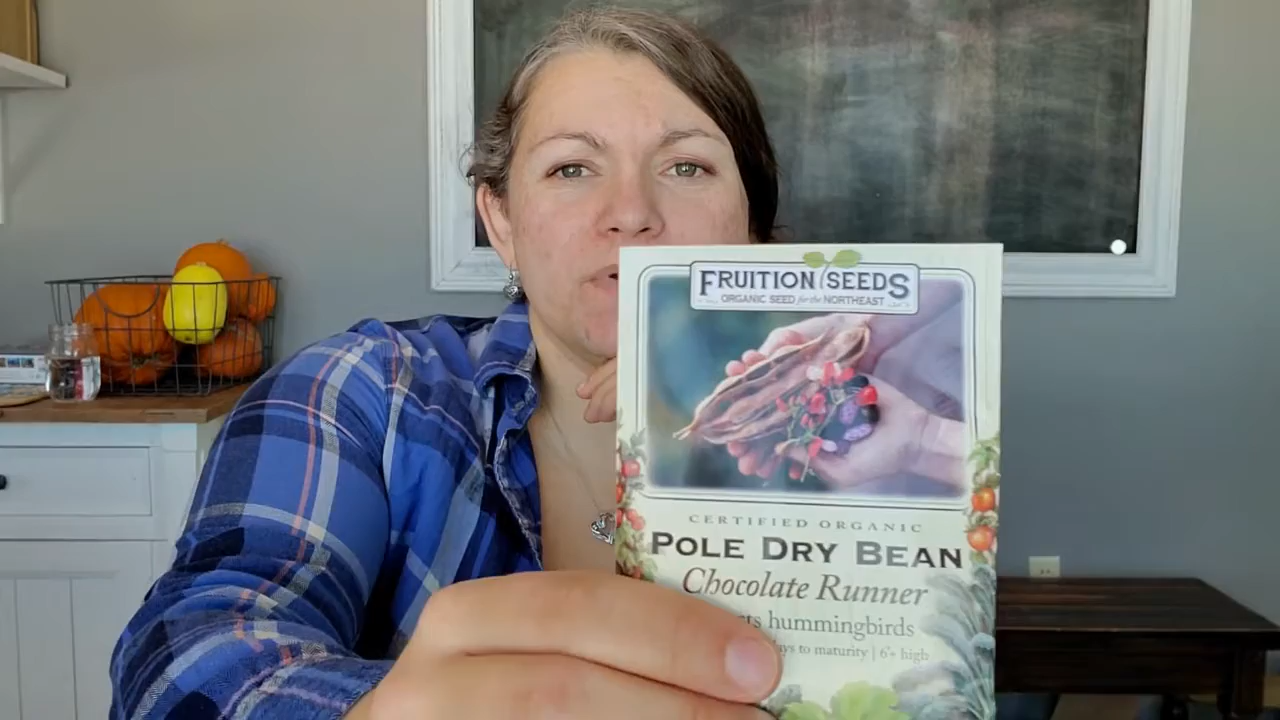 FRUITION SEEDS
ORGANIC SEED for the NORTHEAST
CERTIFIED ORGANIC
POLE DRY BEAN
Chocolate Runner
hummingbirds
to maturity | 6'+ high